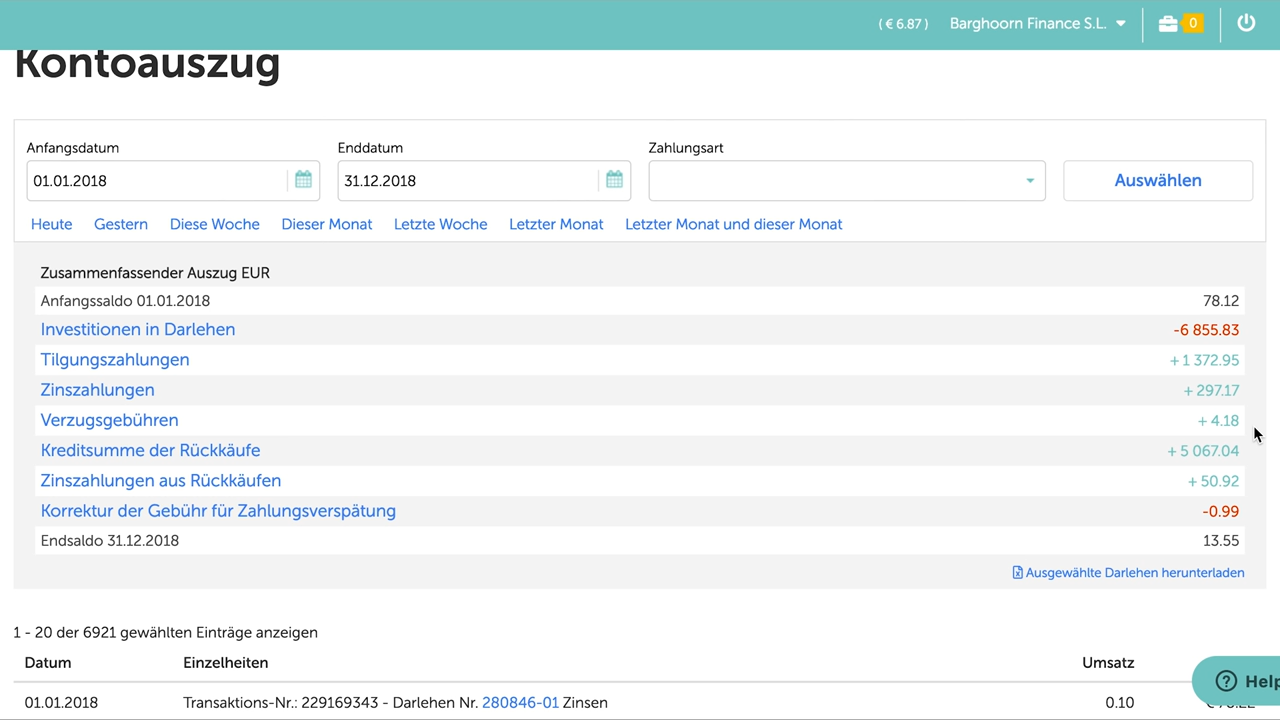 ( € 6.87 ) Barghoorn Finance S.L. 0
Kontoauszug
Anfangsdatum Enddatum Zahlungsart
01.01.2018 31.12.2018 Auswählen
Heute Gestern Diese Woche Dieser Monat Letzte Woche Letzter Monat Letzter Monat und dieser Monat
Zusammenfassender Auszug EUR
Anfangssaldo 01.01.2018 78.12
Investitionen in Darlehen -6 855.83
Tilgungszahlungen + 1 372.95
Zinszahlungen + 297.17
Verzugsgebühren + 4.18
Kreditsumme der Rückkäufe + 5 067.04
Zinszahlungen aus Rückkäufen + 50.92
Korrektur der Gebühr für Zahlungsverspätung -0.99
Endsaldo 31.12.2018 13.55
Ausgewählte Darlehen herunterladen
1 - 20 der 6921 gewählten Einträge anzeigen
Datum Einzelheiten Umsatz
Help
01.01.2018 Transaktions-Nr.: 229169343 - Darlehen Nr. 280846-01 Zinsen 0.10